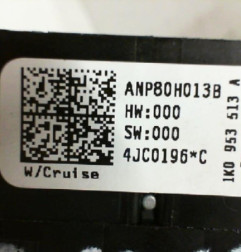 ANP80H013B
HW:000
SW:000
4JC0196*C
W/Cruise
1K0 953 513 A